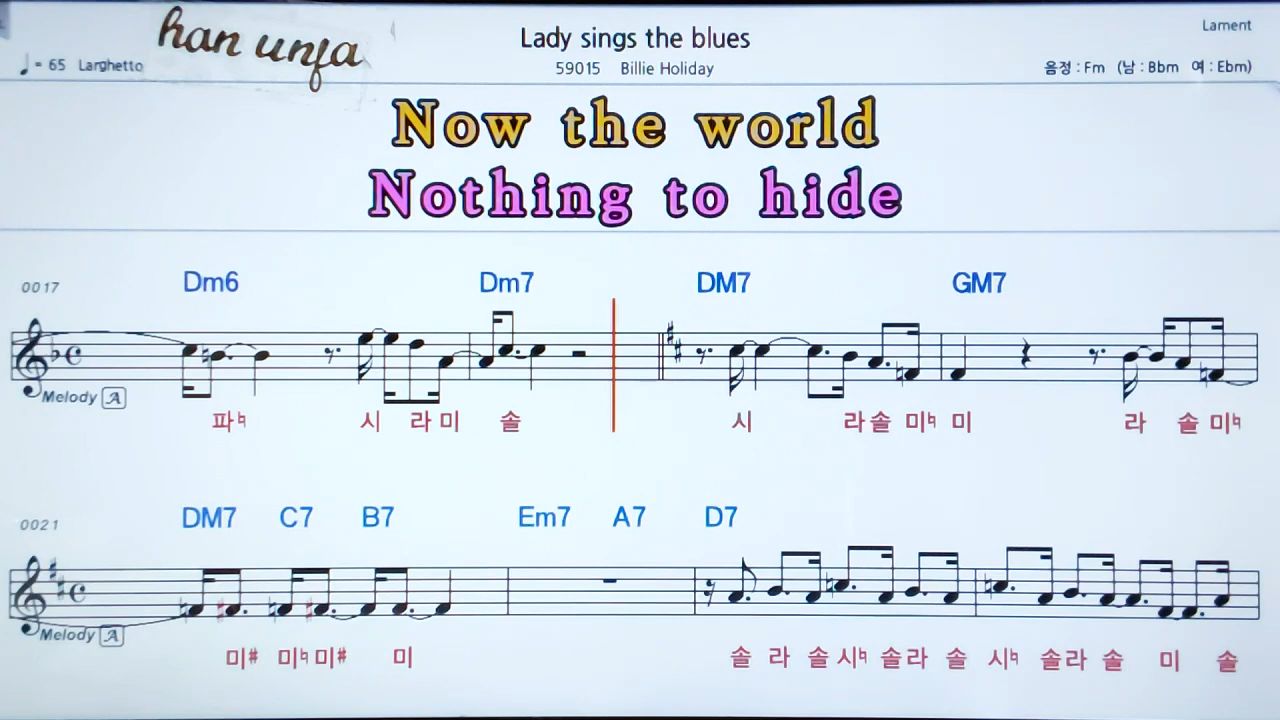 han unfa
Lady sings the blues
Lament
♩ = 65 Larghetto
59015 Billie Holiday
음정 : Fm (남 : Bbm 여 : Ebm)
Now the world
Nothing to hide
0017 Dm6 Dm7 DM7 GM7
Melody A
파♮ 시 라 미 솔 시 라 솔 미♮ 미 라 솔 미♮
0021 DM7 C7 B7 Em7 A7 D7
Melody A
미# 미♮ 미# 미 솔 라 솔 시♮ 솔 라 솔 시♮ 솔 라 솔 미 솔